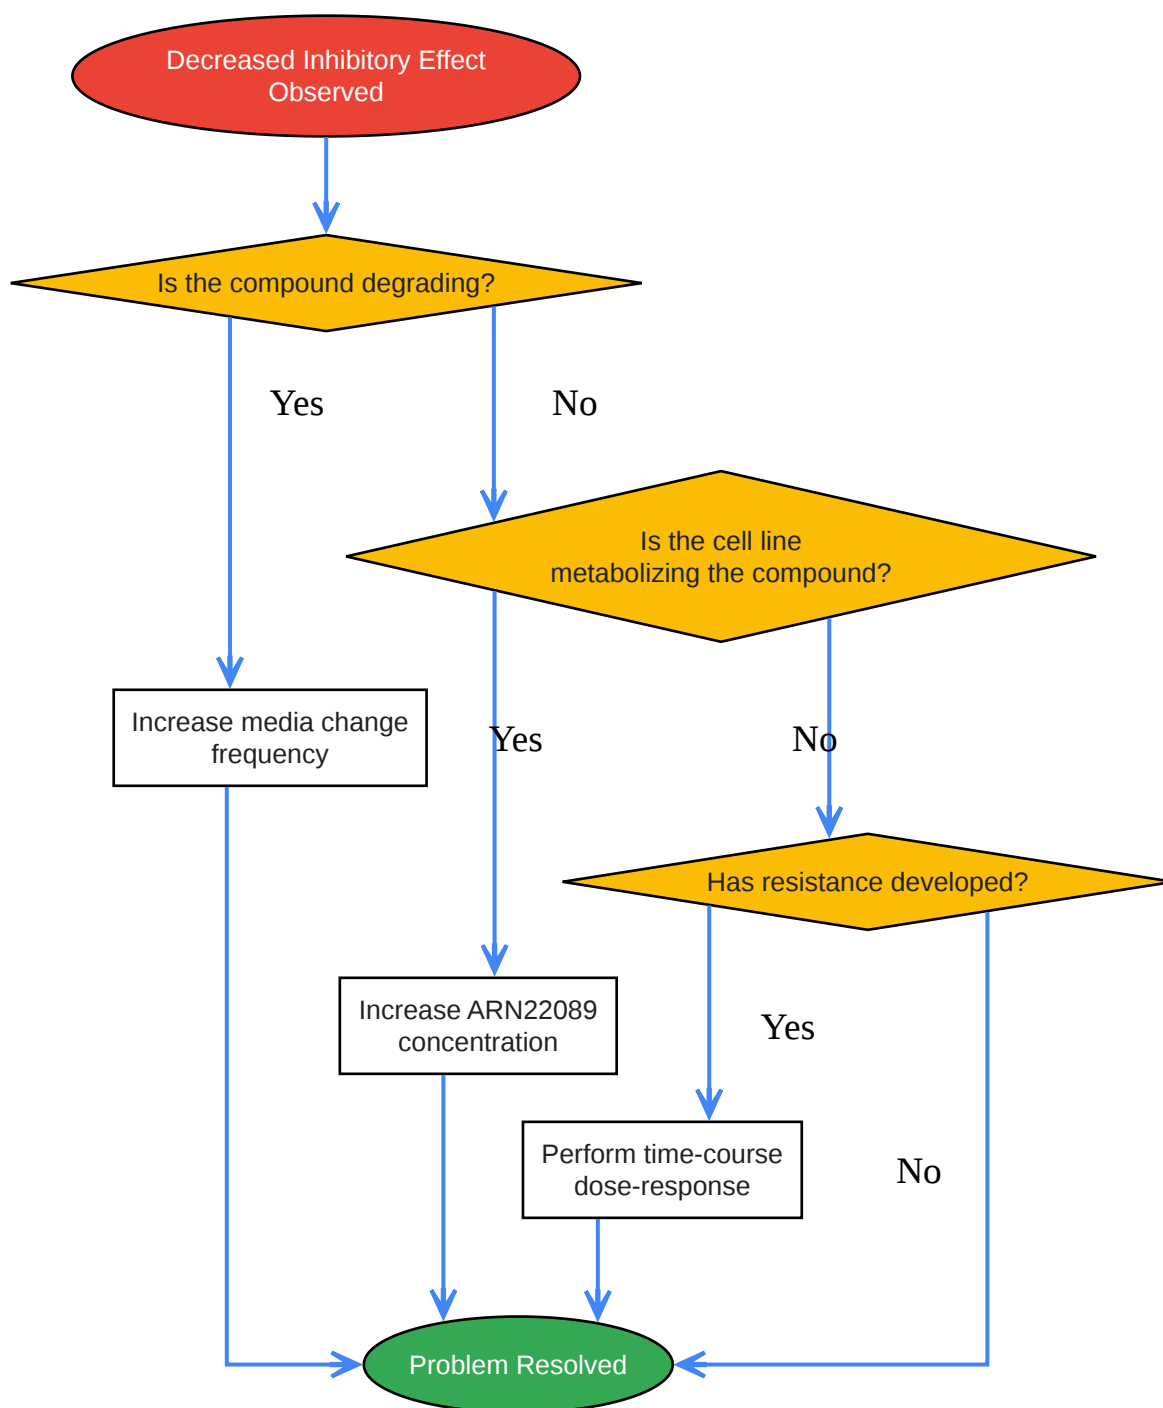 Decreased Inhibitory Effect
Observed
Is the compound degrading?
Yes
No
Is the cell line
metabolizing the compound?
Increase media change
frequency
Yes
No
Has resistance developed?
Increase ARN22089
concentration
Yes
Perform time-course
dose-response
No
Problem Resolved